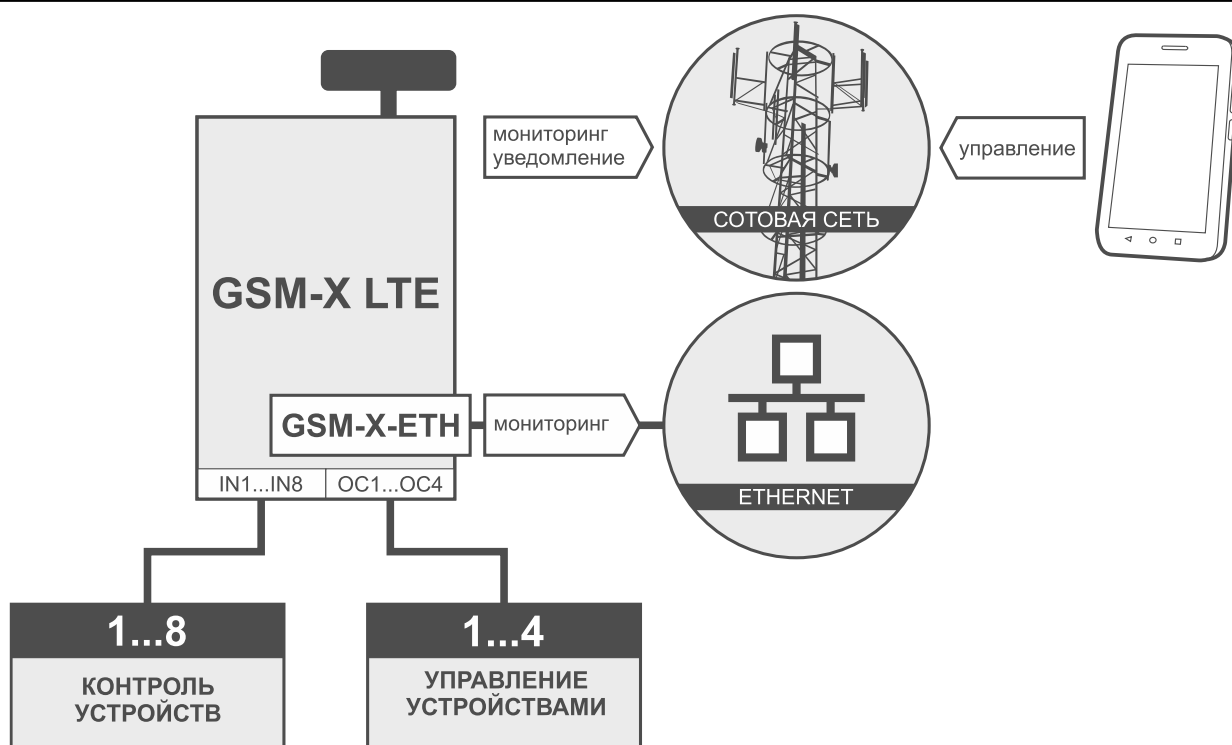 мониторинг
уведомление
управление
СОТОВАЯ СЕТЬ
GSM-X LTE
GSM-X-ETH
мониторинг
IN1...IN8
OC1...OC4
ETHERNET
1...8
КОНТРОЛЬ
УСТРОЙСТВ
1...4
УПРАВЛЕНИЕ
УСТРОЙСТВАМИ